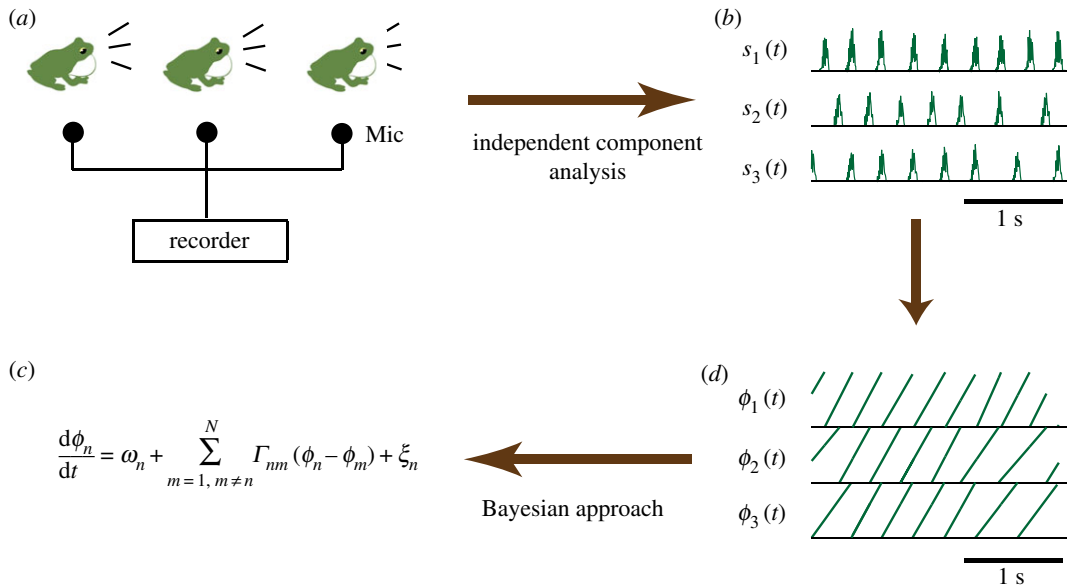 (a)
Mic
recorder
independent component
analysis
(b)
s₁(t)
s₂(t)
s₃(t)
1 s
(c)
dϕₙ/dt = ωₙ + ∑_{m=1, m≠n}^{N} Γₙₘ (ϕₙ – ϕₘ) + ξₙ
Bayesian approach
(d)
ϕ₁(t)
ϕ₂(t)
ϕ₃(t)
1 s